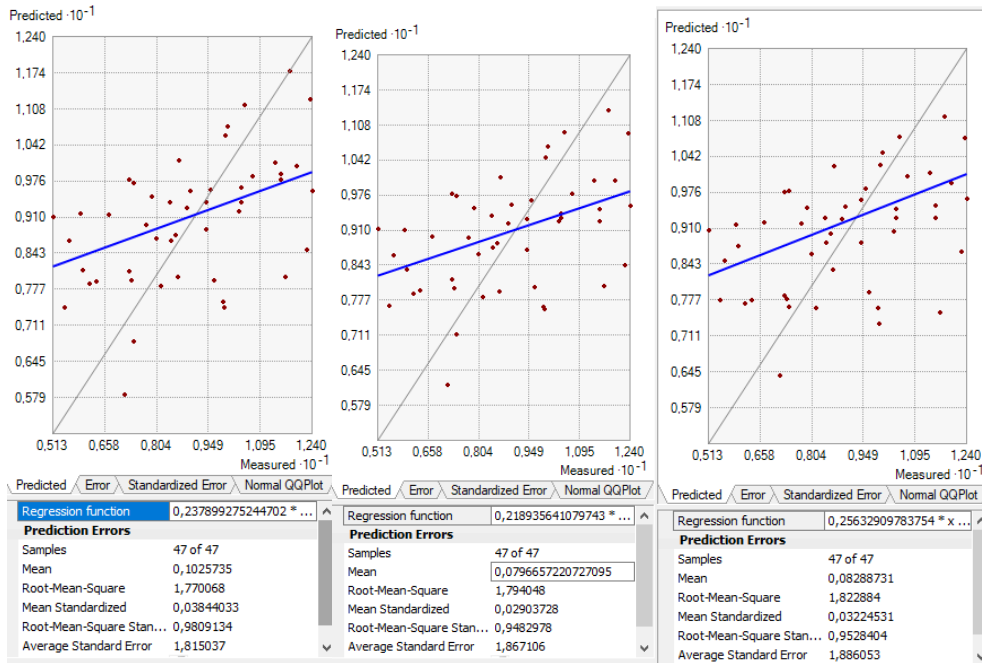 Predicted ·10⁻¹
1,240
1,174
1,108
1,042
0,976
0,910
0,843
0,777
0,711
0,645
0,579
0,513 0,658 0,804 0,949 1,095 1,240
Measured ·10⁻¹
Predicted Error Standardized Error Normal QQPlot
Regression function 0,237899275244702 * ...
Prediction Errors
Samples 47 of 47
Mean 0,1025735
Root-Mean-Square 1,770068
Mean Standardized 0,03844033
Root-Mean-Square Stan... 0,9809134
Average Standard Error 1,815037
Predicted ·10⁻¹
1,240
1,174
1,108
1,042
0,976
0,910
0,843
0,777
0,711
0,645
0,579
0,513 0,658 0,804 0,949 1,095 1,240
Measured ·10⁻¹
Predicted Error Standardized Error Normal QQPlot
Regression function 0,218935641079743 * ...
Prediction Errors
Samples 47 of 47
Mean 0,0796657220727095
Root-Mean-Square 1,794048
Mean Standardized 0,02903728
Root-Mean-Square Stan... 0,9482978
Average Standard Error 1,867106
Predicted ·10⁻¹
1,240
1,174
1,108
1,042
0,976
0,910
0,843
0,777
0,711
0,645
0,579
0,513 0,658 0,804 0,949 1,095 1,240
Measured ·10⁻¹
Predicted Error Standardized Error Normal QQPlot
Regression function 0,25632909783754 * x ...
Prediction Errors
Samples 47 of 47
Mean 0,08288731
Root-Mean-Square 1,822884
Mean Standardized 0,03224531
Root-Mean-Square Stan... 0,9528404
Average Standard Error 1,886053